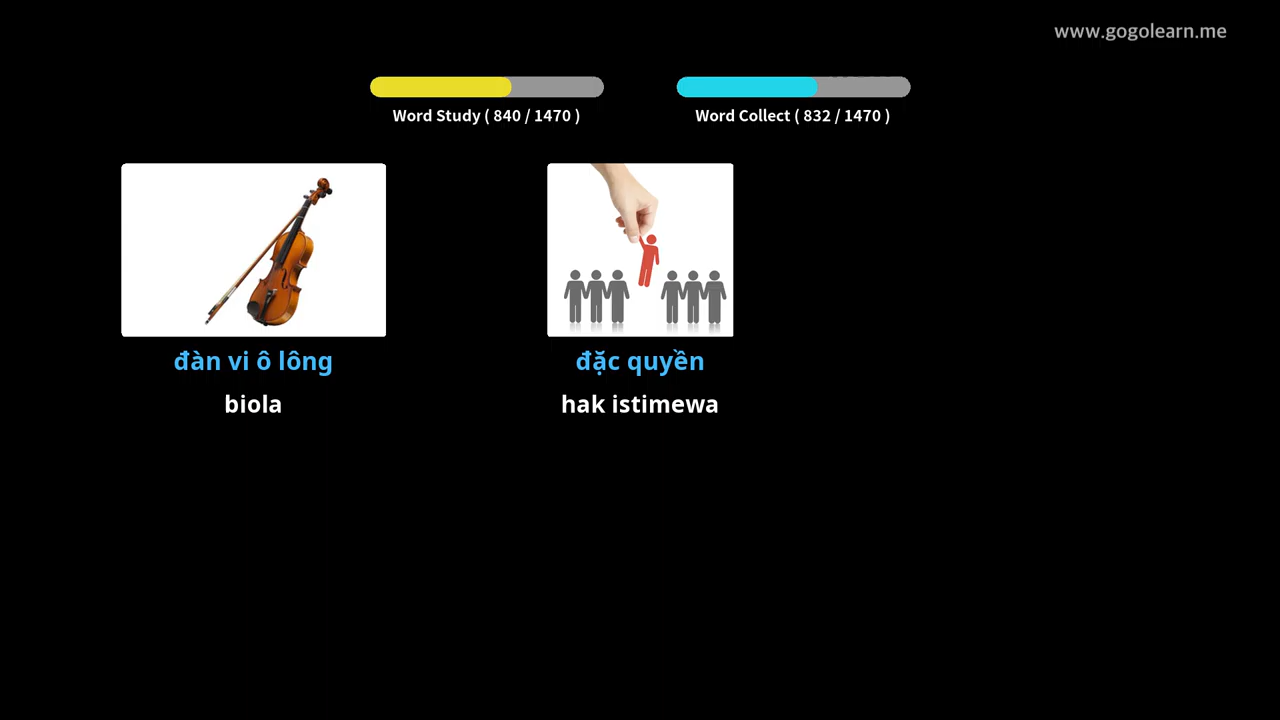 www.gogolearn.me
Word Study ( 840 / 1470 )
Word Collect ( 832 / 1470 )
đàn vi ô lông
biola
đặc quyền
hak istimewa